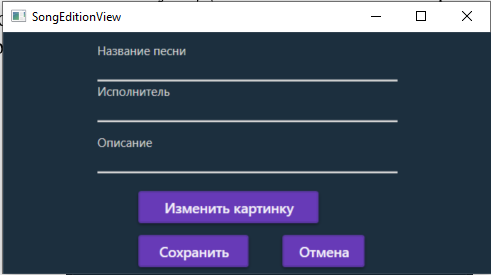 SongEditionView
Название песни
Исполнитель
Описание
Изменить картинку
Сохранить Отмена